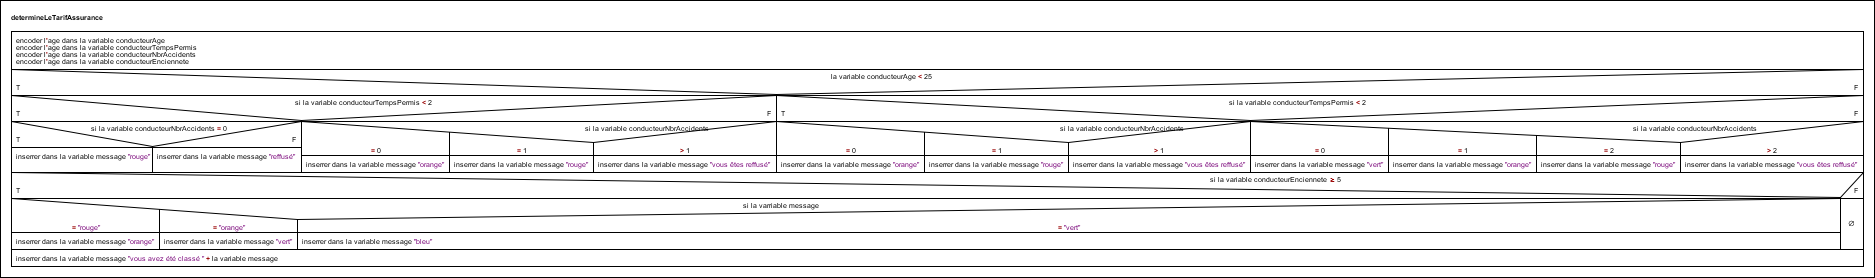 determineLeTarifAssurance
encoder l"age dans la variable conducteurAge
encoder l"age dans la variable conducteurTempsPermis
encoder l"age dans la variable conducteurNbrAccidents
encoder l"age dans la variable conducteurEnciennete
la variable conducteurAge < 25
T
F
si la variable conducteurTempsPermis < 2
T
F
si la variable conducteurTempsPermis < 2
T
F
si la variable conducteurNbrAccidents = 0
T
F
si la variable conducteurNbrAccidents
si la variable conducteurNbrAccidents
si la variable conducteurNbrAccidents
= 0
= 1
> 1
= 0
= 1
> 1
= 0
= 1
= 2
> 2
inserrer dans la variable message "rouge"
inserrer dans la variable message "reffusé"
inserrer dans la variable message "orange"
inserrer dans la variable message "rouge"
inserrer dans la variable message "vous êtes reffusé"
inserrer dans la variable message "orange"
inserrer dans la variable message "rouge"
inserrer dans la variable message "vous êtes reffusé"
inserrer dans la variable message "vert"
inserrer dans la variable message "orange"
inserrer dans la variable message "rouge"
inserrer dans la variable message "vous êtes reffusé"
si la variable conducteurEnciennete ≥ 5
T
F
si la varriable message
= "rouge"
= "orange"
= "vert"
Ø
inserrer dans la variable message "orange"
inserrer dans la variable message "vert"
inserrer dans la variable message "bleu"
inserrer dans la variable message "vous avez été classé " + la variable message